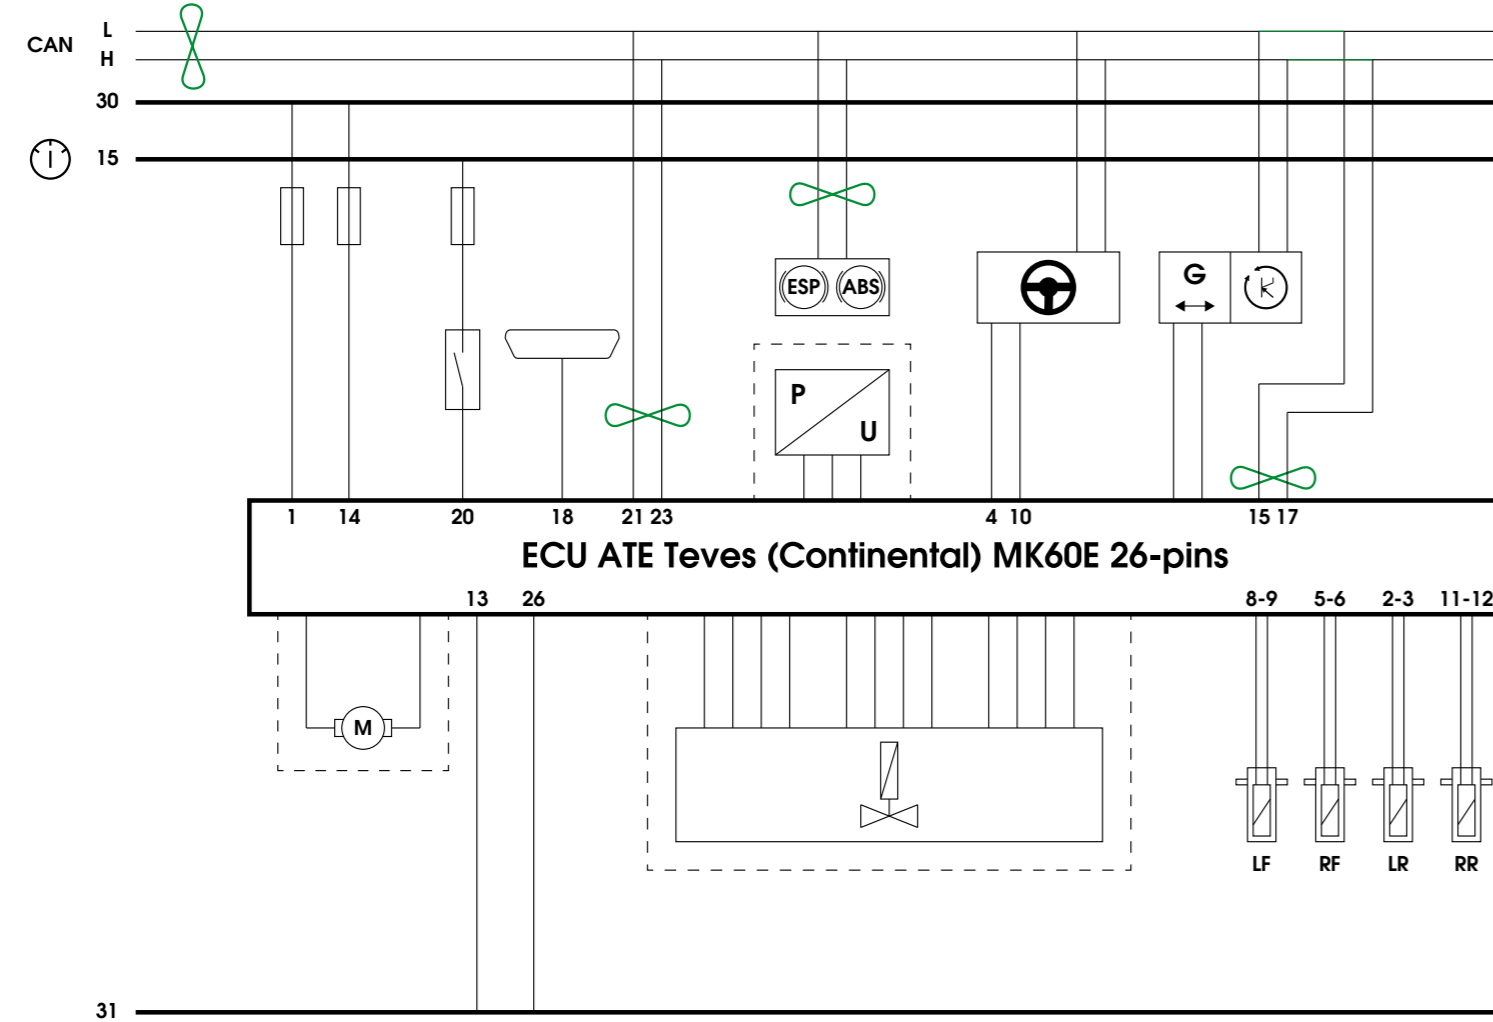 L
CAN
H
30
15
ESP ABS
G
P
U
1 14 20 18 21 23 4 10 15 17
ECU ATE Teves (Continental) MK60E 26-pins
13 26 8-9 5-6 2-3 11-12
M
LF RF LR RR
31